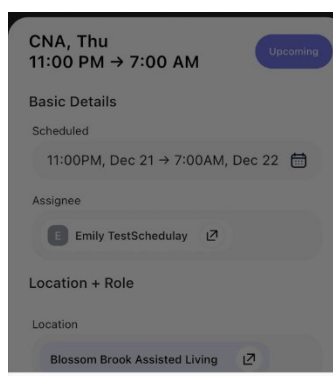 CNA, Thu
11:00 PM → 7:00 AM
Upcoming
Basic Details
Scheduled
11:00PM, Dec 21 → 7:00AM, Dec 22
Assignee
E Emily TestSchedulay
Location + Role
Location
Blossom Brook Assisted Living